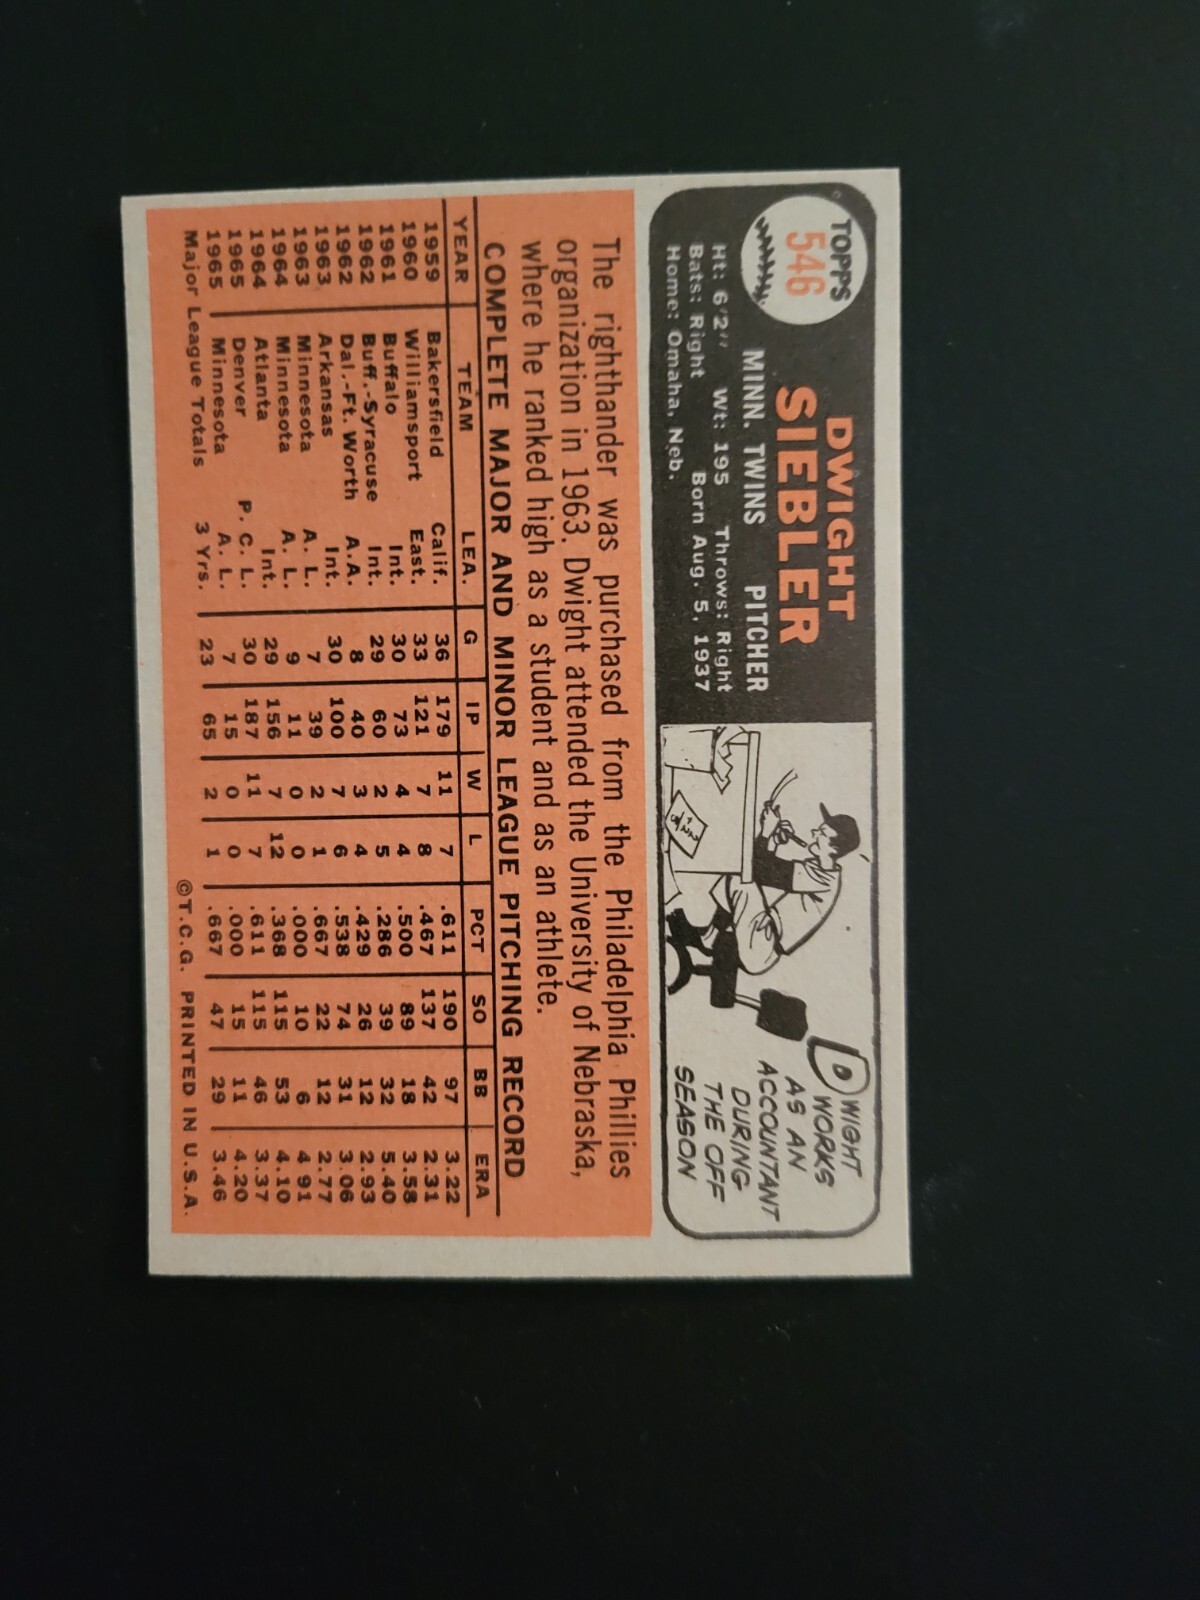 TOPPS
546
DWIGHT
SIEBLER
MINN. TWINS PITCHER
Ht: 6'2" Wt: 195 Throws: Right
Bats: Right Born Aug. 5, 1937
Home: Omaha, Neb.
DWIGHT
WORKS
AS AN
ACCOUNTANT
DURING
THE OFF
SEASON
The righthander was purchased from the Philadelphia Phillies
organization in 1963. Dwight attended the University of Nebraska,
where he ranked high as a student and as an athlete.
COMPLETE MAJOR AND MINOR LEAGUE PITCHING RECORD
YEAR TEAM LEA. G IP W L PCT SO BB ERA
1959 Bakersfield Calif. 36 179 11 7 .611 190 97 3.22
1960 Williamsport East. 33 121 7 8 .467 137 42 2.31
1961 Buffalo Int. 30 73 4 4 .500 89 18 3.58
1962 Buff.-Syracuse Int. 29 60 2 5 .286 39 32 5.40
1962 Dal.-Ft. Worth A.A. 8 40 3 4 .429 26 12 2.93
1963 Arkansas Int. 30 100 7 6 .538 74 31 3.06
1963 Minnesota A. L. 7 39 2 1 .667 22 12 2.77
1964 Minnesota A. L. 9 11 0 0 .000 10 6 4.91
1964 Atlanta Int. 29 156 7 12 .368 115 53 4.10
1965 Denver P. C. L. 30 187 11 7 .611 115 46 3.37
1965 Minnesota A. L. 7 15 0 0 .000 15 11 4.20
Major League Totals 3 Yrs. 23 65 2 1 .667 47 29 3.46
©T.C.G. PRINTED IN U.S.A.